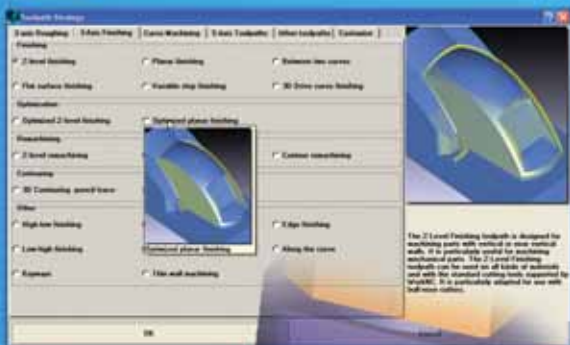 Toolpath Strategy
3-axis Roughing 3-Axis Finishing Curve Machining 5-Axis Toolpaths Other toolpaths Customize
Finishing
Z-level finishing Planar finishing Between two curves
Flat surface finishing Variable step finishing 3D Drive curve finishing
Optimization
Optimized Z-level finishing Optimized planar finishing
Remachining
Z-level remachining Contour remachining
Contouring
3D Contouring pencil trace
Other
High-low finishing Edge finishing
Low-high finishing Optimized planar finishing Along the curve
Keyways Thin wall machining
OK Cancel
The Z-Level Finishing toolpath is designed for
machining parts with vertical or near vertical
walls. It is particularly useful for machining
mechanical parts. The Z-Level Finishing
toolpath can be used on all kinds of materials
and with the standard cutting tools supported by
WorkNC. It is particularly adapted for use with
bull-nose cutters.